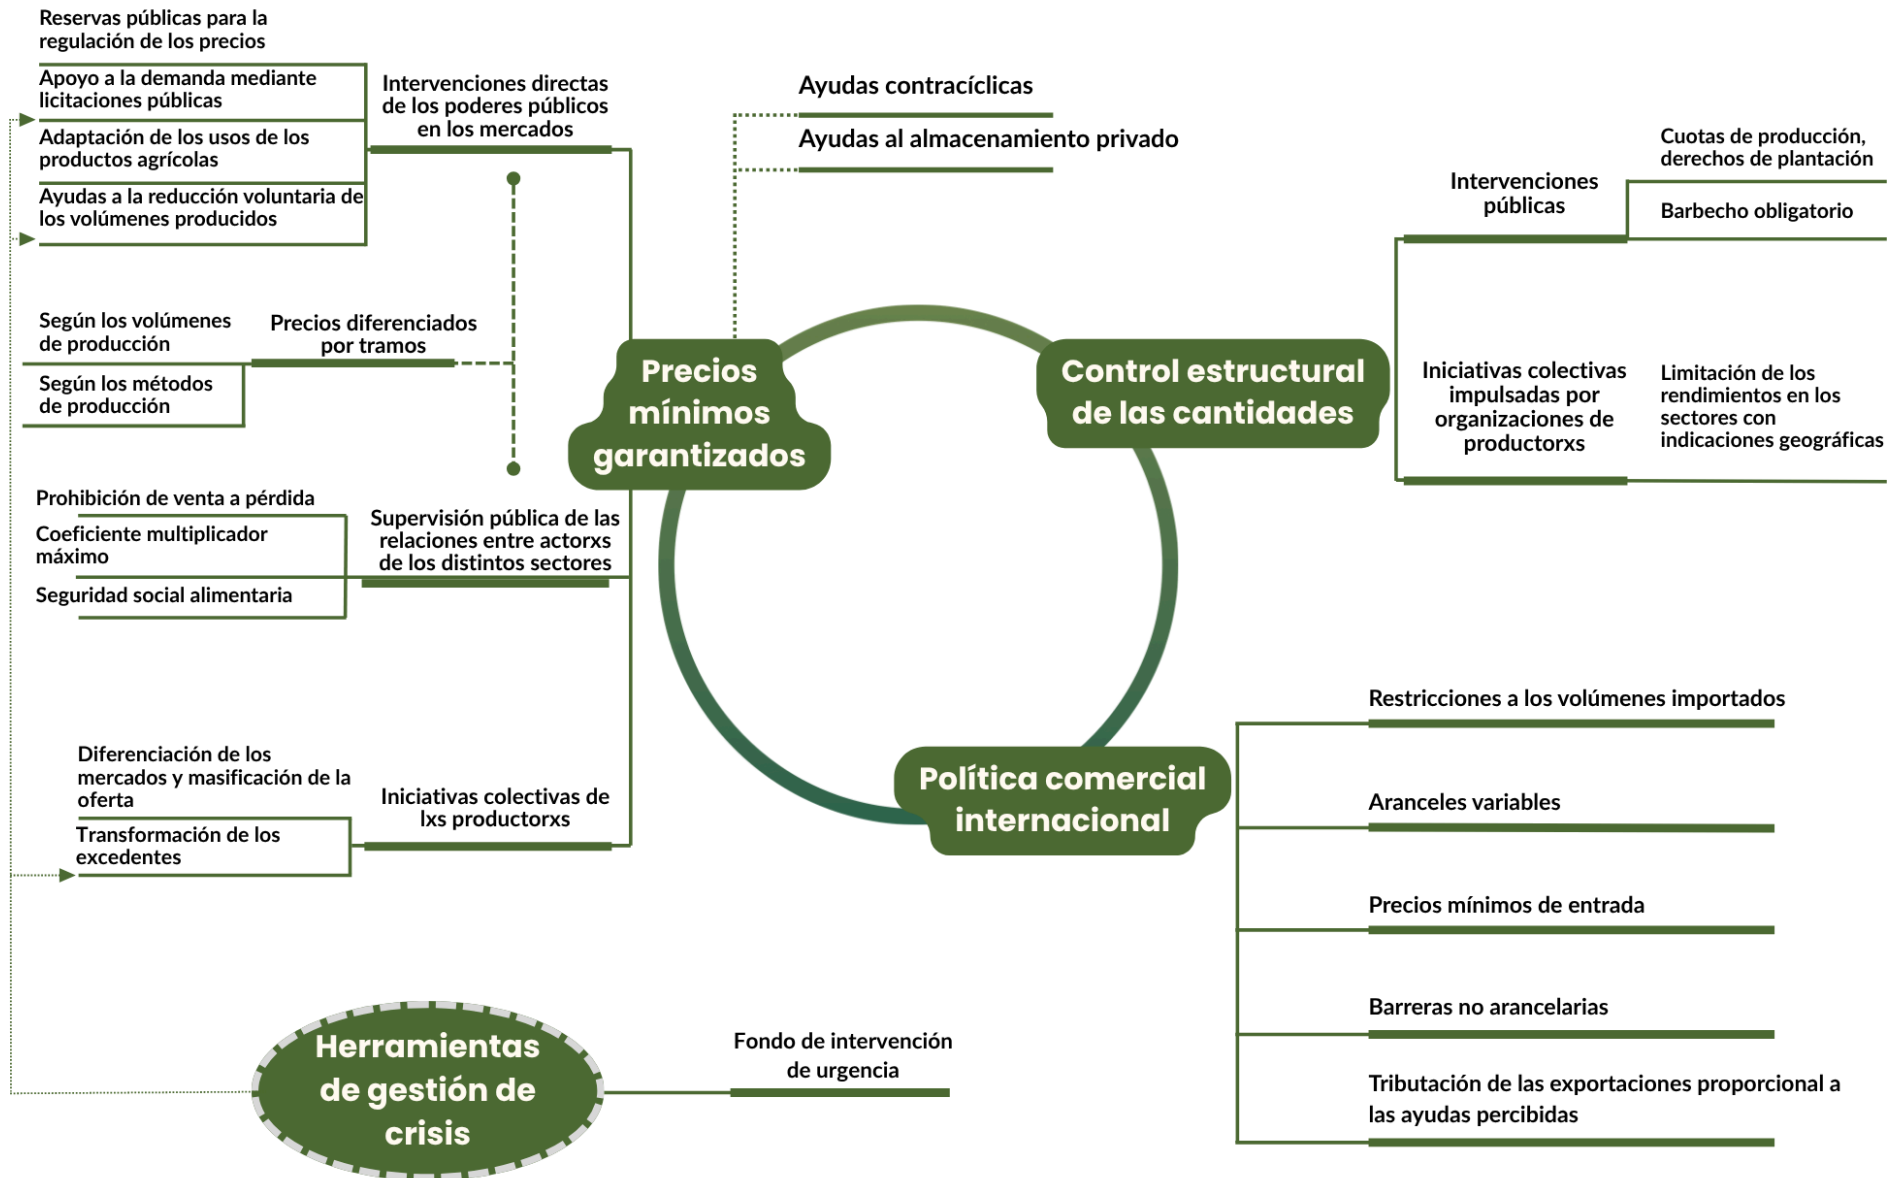 Reservas públicas para la
regulación de los precios
Apoyo a la demanda mediante
licitaciones públicas
Adaptación de los usos de los
productos agrícolas
Ayudas a la reducción voluntaria de
los volúmenes producidos
Intervenciones directas
de los poderes públicos
en los mercados
Según los volúmenes
de producción
Según los métodos
de producción
Precios diferenciados
por tramos
Prohibición de venta a pérdida
Coeficiente multiplicador
máximo
Seguridad social alimentaria
Supervisión pública de las
relaciones entre actorxs
de los distintos sectores
Diferenciación de los
mercados y masificación de la
oferta
Transformación de los
excedentes
Iniciativas colectivas de
lxs productorxs
Ayudas contracíclicas
Ayudas al almacenamiento privado
Precios
mínimos
garantizados
Control estructural
de las cantidades
Intervenciones
públicas
Cuotas de producción,
derechos de plantación
Barbecho obligatorio
Iniciativas colectivas
impulsadas por
organizaciones de
productorxs
Limitación de los
rendimientos en los
sectores con
indicaciones geográficas
Política comercial
internacional
Restricciones a los volúmenes importados
Aranceles variables
Precios mínimos de entrada
Barreras no arancelarias
Tributación de las exportaciones proporcional a
las ayudas percibidas
Herramientas
de gestión de
crisis
Fondo de intervención
de urgencia